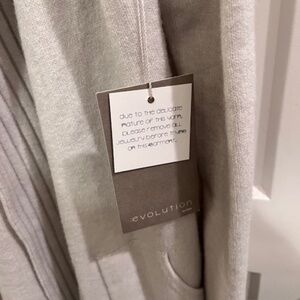 due to the delicate
nature of this yarn,
please remove all
jewelry before trying
on this garment.
evolution